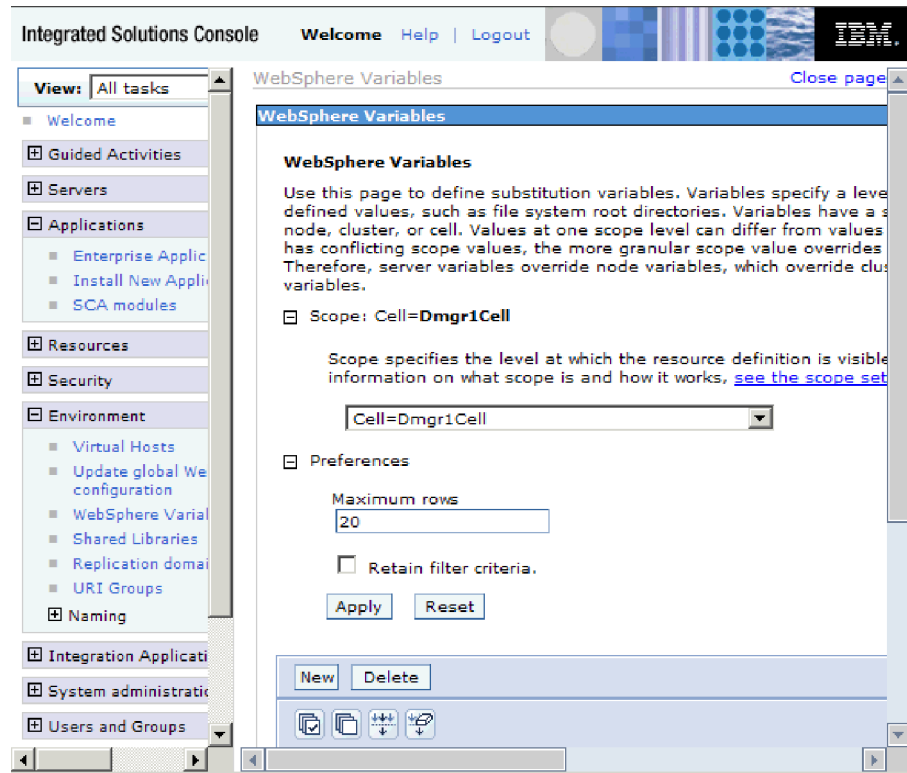 Integrated Solutions Console Welcome Help | Logout IBM.
View: All tasks
Welcome
Guided Activities
Servers
Applications
Enterprise Applic
Install New Appli
SCA modules
Resources
Security
Environment
Virtual Hosts
Update global We
configuration
WebSphere Varial
Shared Libraries
Replication domai
URI Groups
Naming
Integration Applicati
System administratio
Users and Groups
WebSphere Variables Close page
WebSphere Variables
WebSphere Variables
Use this page to define substitution variables. Variables specify a leve
defined values, such as file system root directories. Variables have a s
node, cluster, or cell. Values at one scope level can differ from values
has conflicting scope values, the more granular scope value overrides
Therefore, server variables override node variables, which override clus
variables.
Scope: Cell=Dmgr1Cell
Scope specifies the level at which the resource definition is visible
information on what scope is and how it works, see the scope set
Cell=Dmgr1Cell
Preferences
Maximum rows
20
Retain filter criteria.
Apply Reset
New Delete